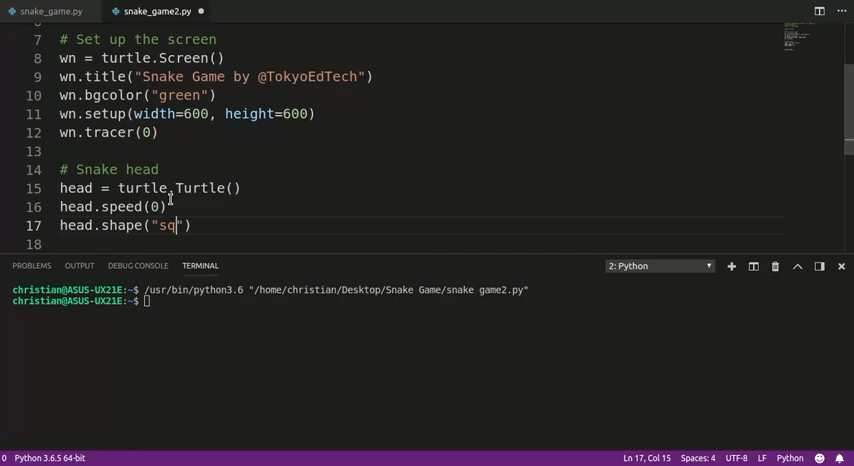 snake_game.py snake_game2.py
7 # Set up the screen
8 wn = turtle.Screen()
9 wn.title("Snake Game by @TokyoEdTech")
10 wn.bgcolor("green")
11 wn.setup(width=600, height=600)
12 wn.tracer(0)
13
14 # Snake head
15 head = turtle.Turtle()
16 head.speed(0)
17 head.shape("sq")
18
PROBLEMS OUTPUT DEBUG CONSOLE TERMINAL 2: Python
christian@ASUS-UX21E:~$ /usr/bin/python3.6 "/home/christian/Desktop/Snake Game/snake game2.py"
christian@ASUS-UX21E:~$
0 Python 3.6.5 64-bit Ln 17, Col 15 Spaces: 4 UTF-8 LF Python